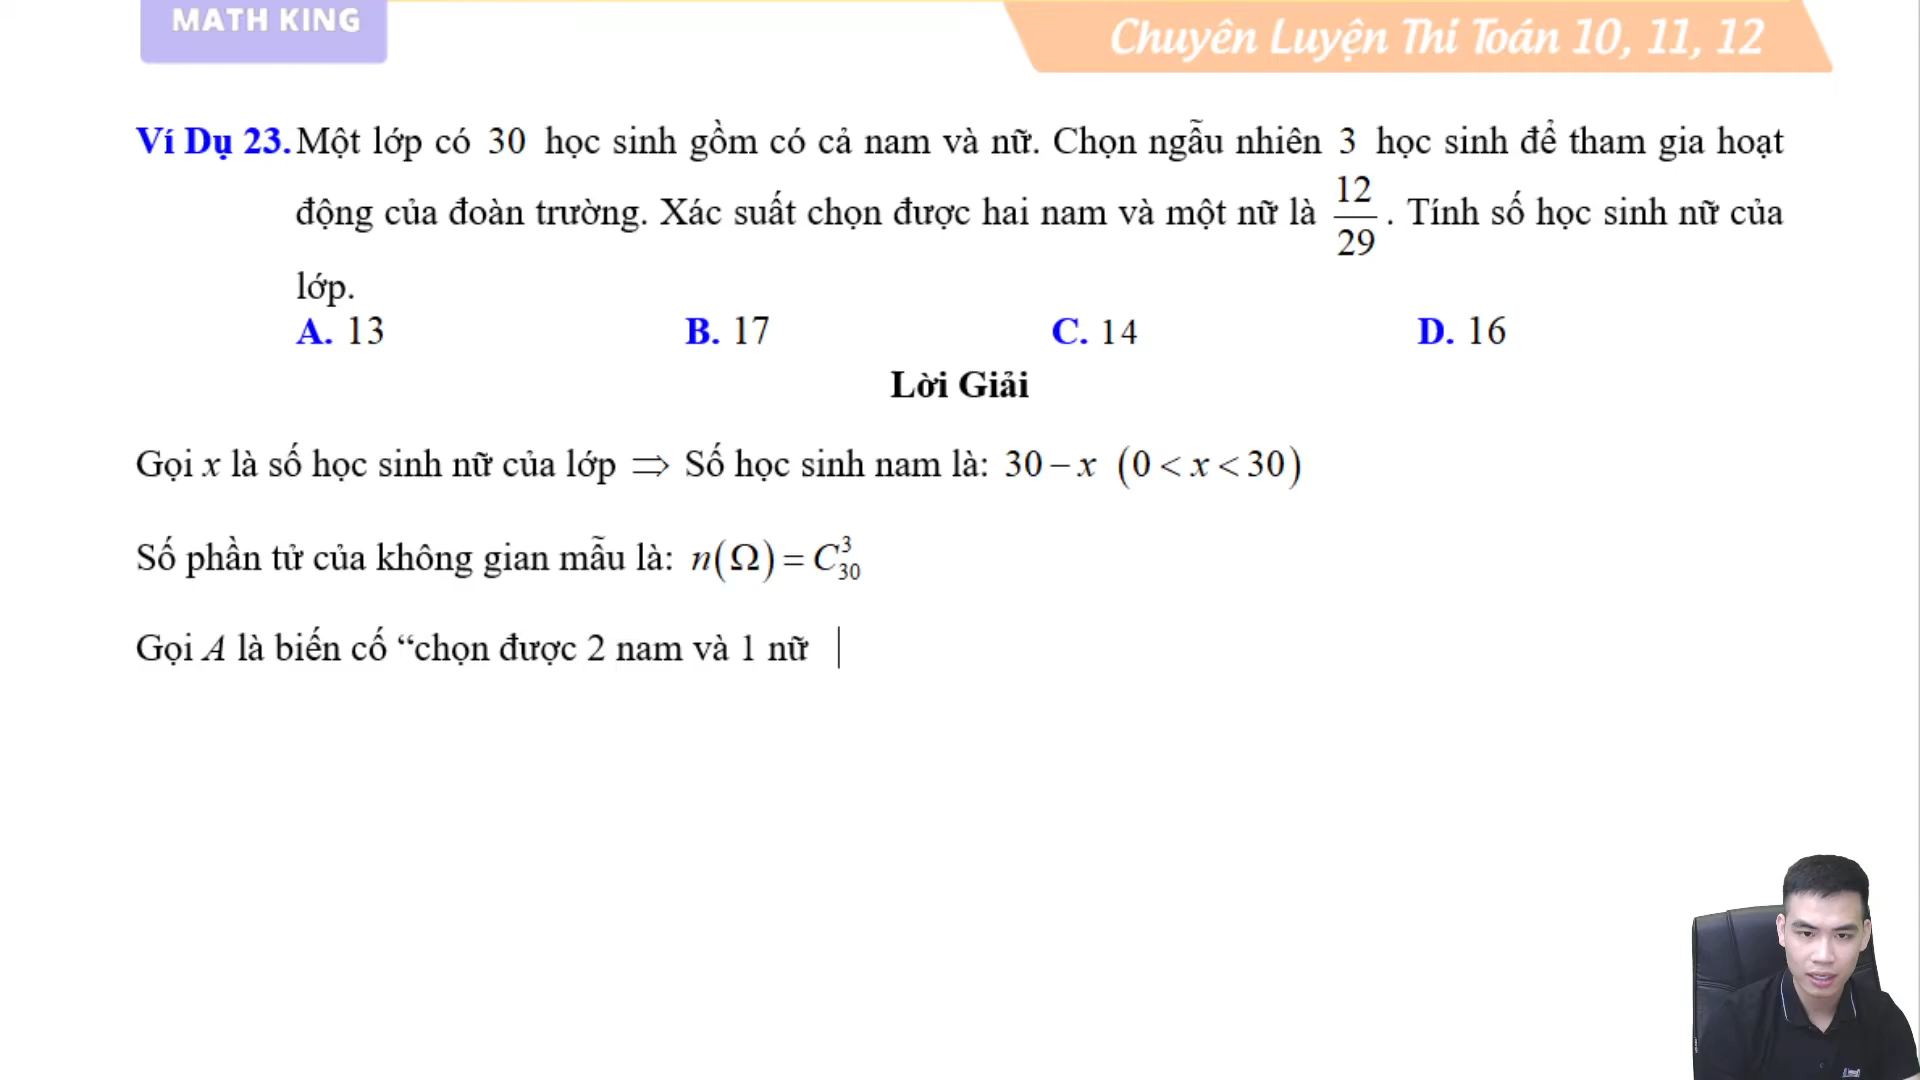 MATH KING
Chuyên Luyện Thi Toán 10, 11, 12
Ví Dụ 23. Một lớp có 30 học sinh gồm có cả nam và nữ. Chọn ngẫu nhiên 3 học sinh để tham gia hoạt
động của đoàn trường. Xác suất chọn được hai nam và một nữ là 12/29. Tính số học sinh nữ của
lớp.
A. 13 B. 17 C. 14 D. 16
Lời Giải
Gọi x là số học sinh nữ của lớp ⇒ Số học sinh nam là: 30 − x (0 < x < 30)
Số phần tử của không gian mẫu là: n(Ω) = C₃₀³
Gọi A là biến cố “chọn được 2 nam và 1 nữ